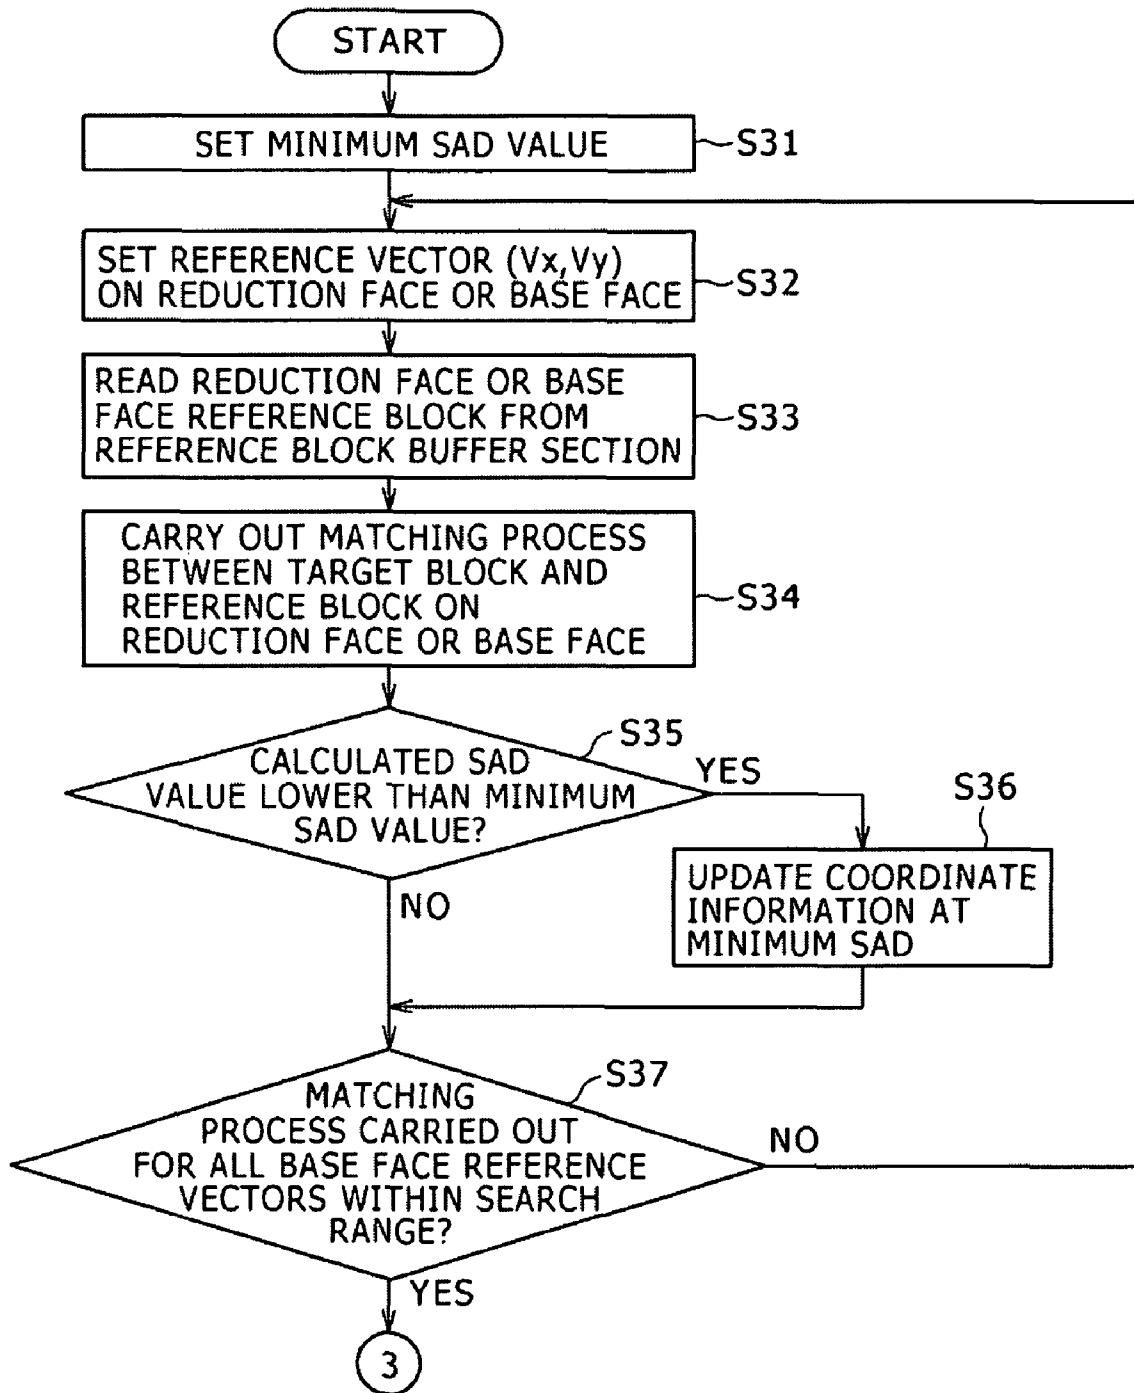 START
SET MINIMUM SAD VALUE
S31
SET REFERENCE VECTOR (Vx,Vy)
ON REDUCTION FACE OR BASE FACE
S32
READ REDUCTION FACE OR BASE
FACE REFERENCE BLOCK FROM
REFERENCE BLOCK BUFFER SECTION
S33
CARRY OUT MATCHING PROCESS
BETWEEN TARGET BLOCK AND
REFERENCE BLOCK ON
REDUCTION FACE OR BASE FACE
S34
S35
CALCULATED SAD
VALUE LOWER THAN MINIMUM
SAD VALUE?
YES
NO
S36
UPDATE COORDINATE
INFORMATION AT
MINIMUM SAD
S37
MATCHING
PROCESS CARRIED OUT
FOR ALL BASE FACE REFERENCE
VECTORS WITHIN SEARCH
RANGE?
NO
YES
3